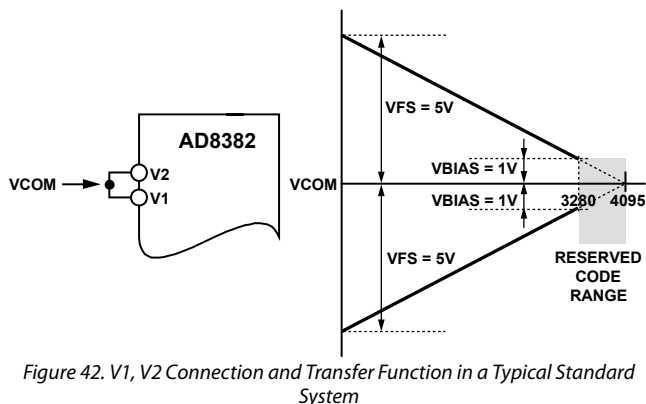 AD8382
V2
V1
VCOM
VFS = 5V
VBIAS = 1V
VCOM
VBIAS = 1V
3280 4095
VFS = 5V
RESERVED
CODE
RANGE
Figure 42. V1, V2 Connection and Transfer Function in a Typical Standard
System